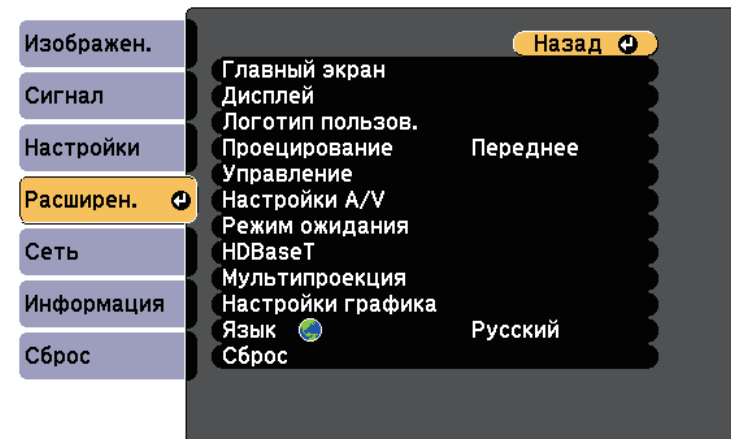 Изображен.
Сигнал
Настройки
Расширен.
Сеть
Информация
Сброс
Назад
Главный экран
Дисплей
Логотип пользов.
Проецирование Переднее
Управление
Настройки A/V
Режим ожидания
HDBaseT
Мультипроекция
Настройки графика
Язык Русский
Сброс